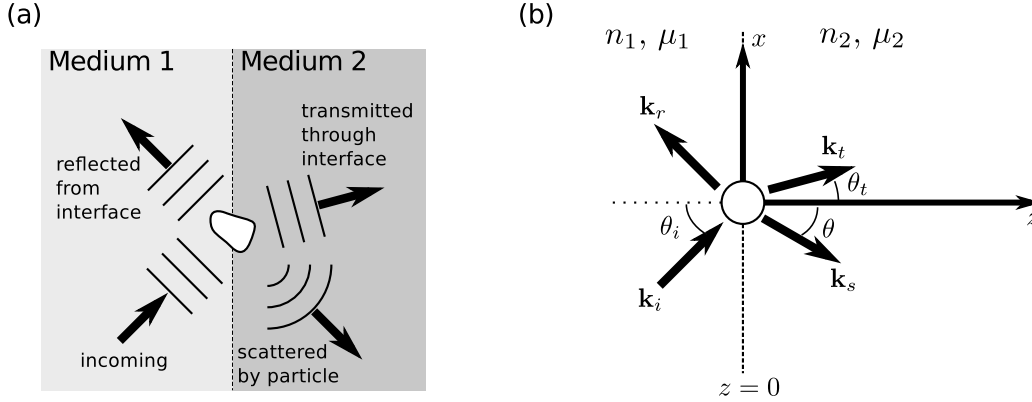 (a)
Medium 1
Medium 2
transmitted
through
interface
reflected
from
interface
incoming
scattered
by particle
(b)
n₁, μ₁
n₂, μ₂
x
kᵣ
kₜ
θₜ
z
θᵢ
θ
kᵢ
kₛ
z = 0